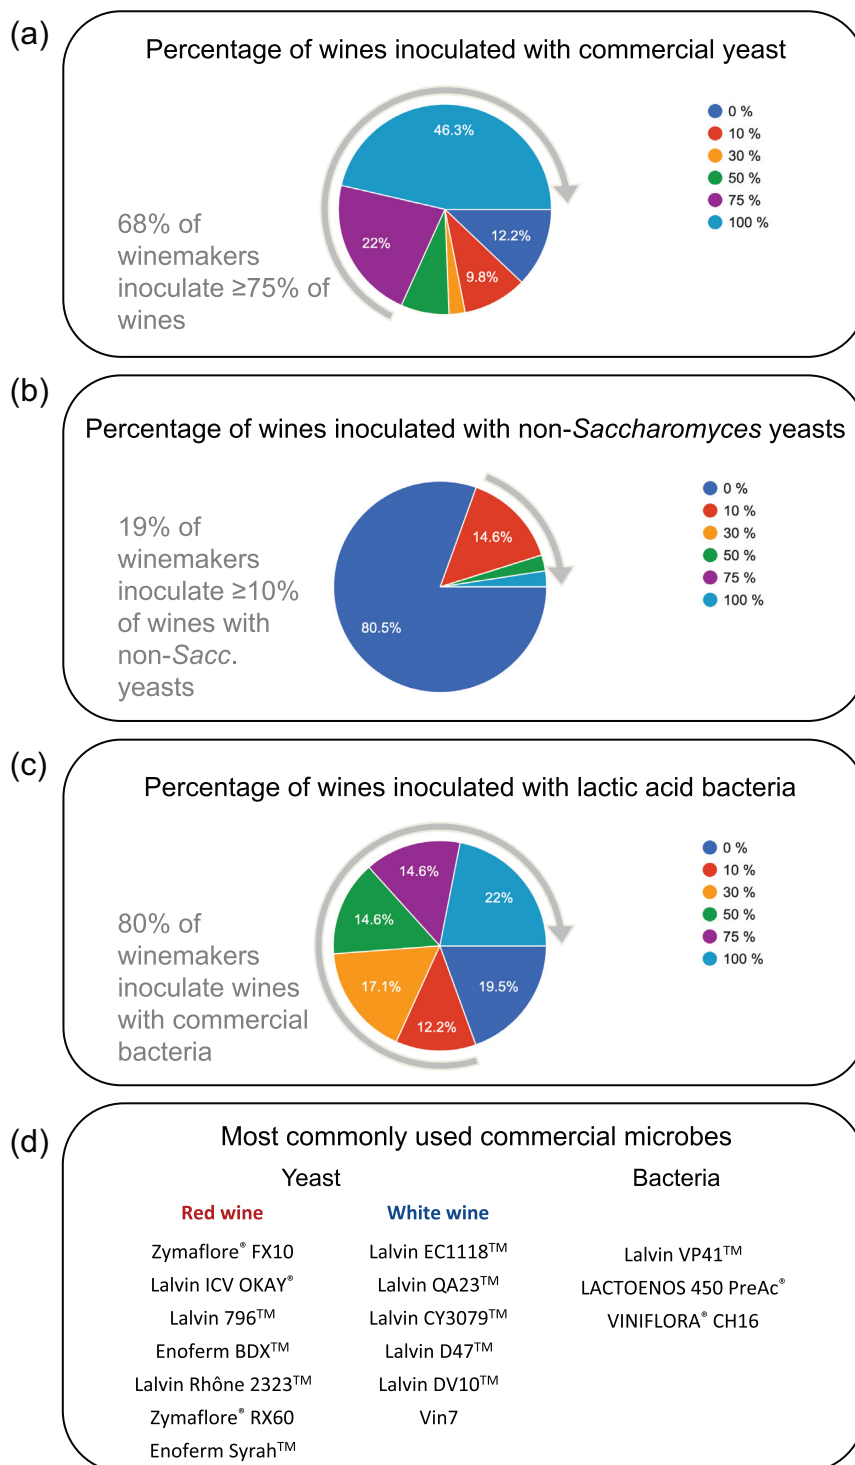 (a)
Percentage of wines inoculated with commercial yeast
68% of
winemakers
inoculate ≥75% of
wines
46.3%
22%
12.2%
9.8%
0 %
10 %
30 %
50 %
75 %
100 %
(b)
Percentage of wines inoculated with non-Saccharomyces yeasts
19% of
winemakers
inoculate ≥10%
of wines with
non-Sacc.
yeasts
14.6%
80.5%
0 %
10 %
30 %
50 %
75 %
100 %
(c)
Percentage of wines inoculated with lactic acid bacteria
80% of
winemakers
inoculate wines
with commercial
bacteria
14.6%
22%
14.6%
17.1%
19.5%
12.2%
0 %
10 %
30 %
50 %
75 %
100 %
(d)
Most commonly used commercial microbes
Yeast
Red wine
Zymaflore® FX10
Lalvin ICV OKAY®
Lalvin 796™
Enoferm BDX™
Lalvin Rhône 2323™
Zymaflore® RX60
Enoferm Syrah™
White wine
Lalvin EC1118™
Lalvin QA23™
Lalvin CY3079™
Lalvin D47™
Lalvin DV10™
Vin7
Bacteria
Lalvin VP41™
LACTOENOS 450 PreAc®
VINIFLORA® CH16